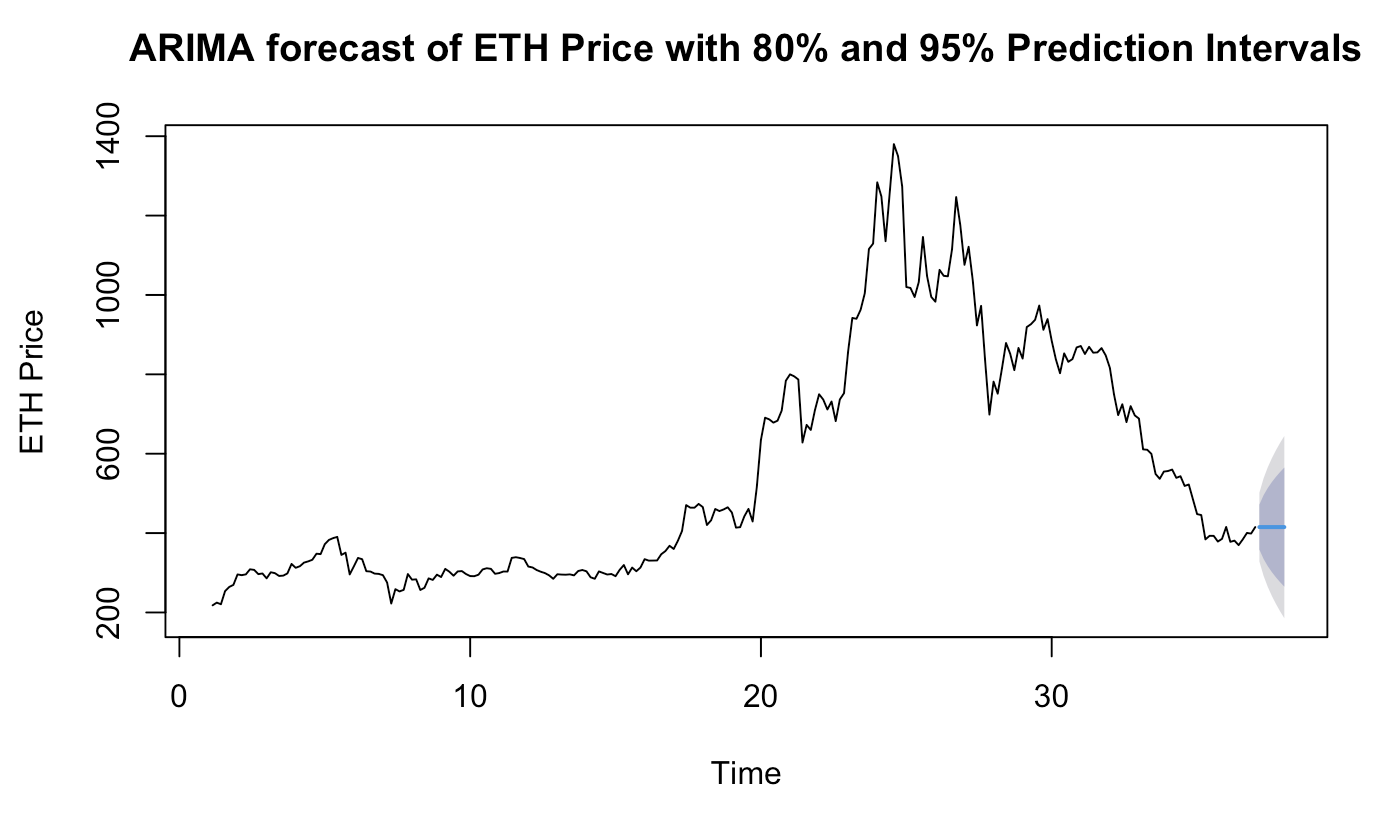 ARIMA forecast of ETH Price with 80% and 95% Prediction Intervals
1400
1000
600
200
ETH Price
0 10 20 30
Time